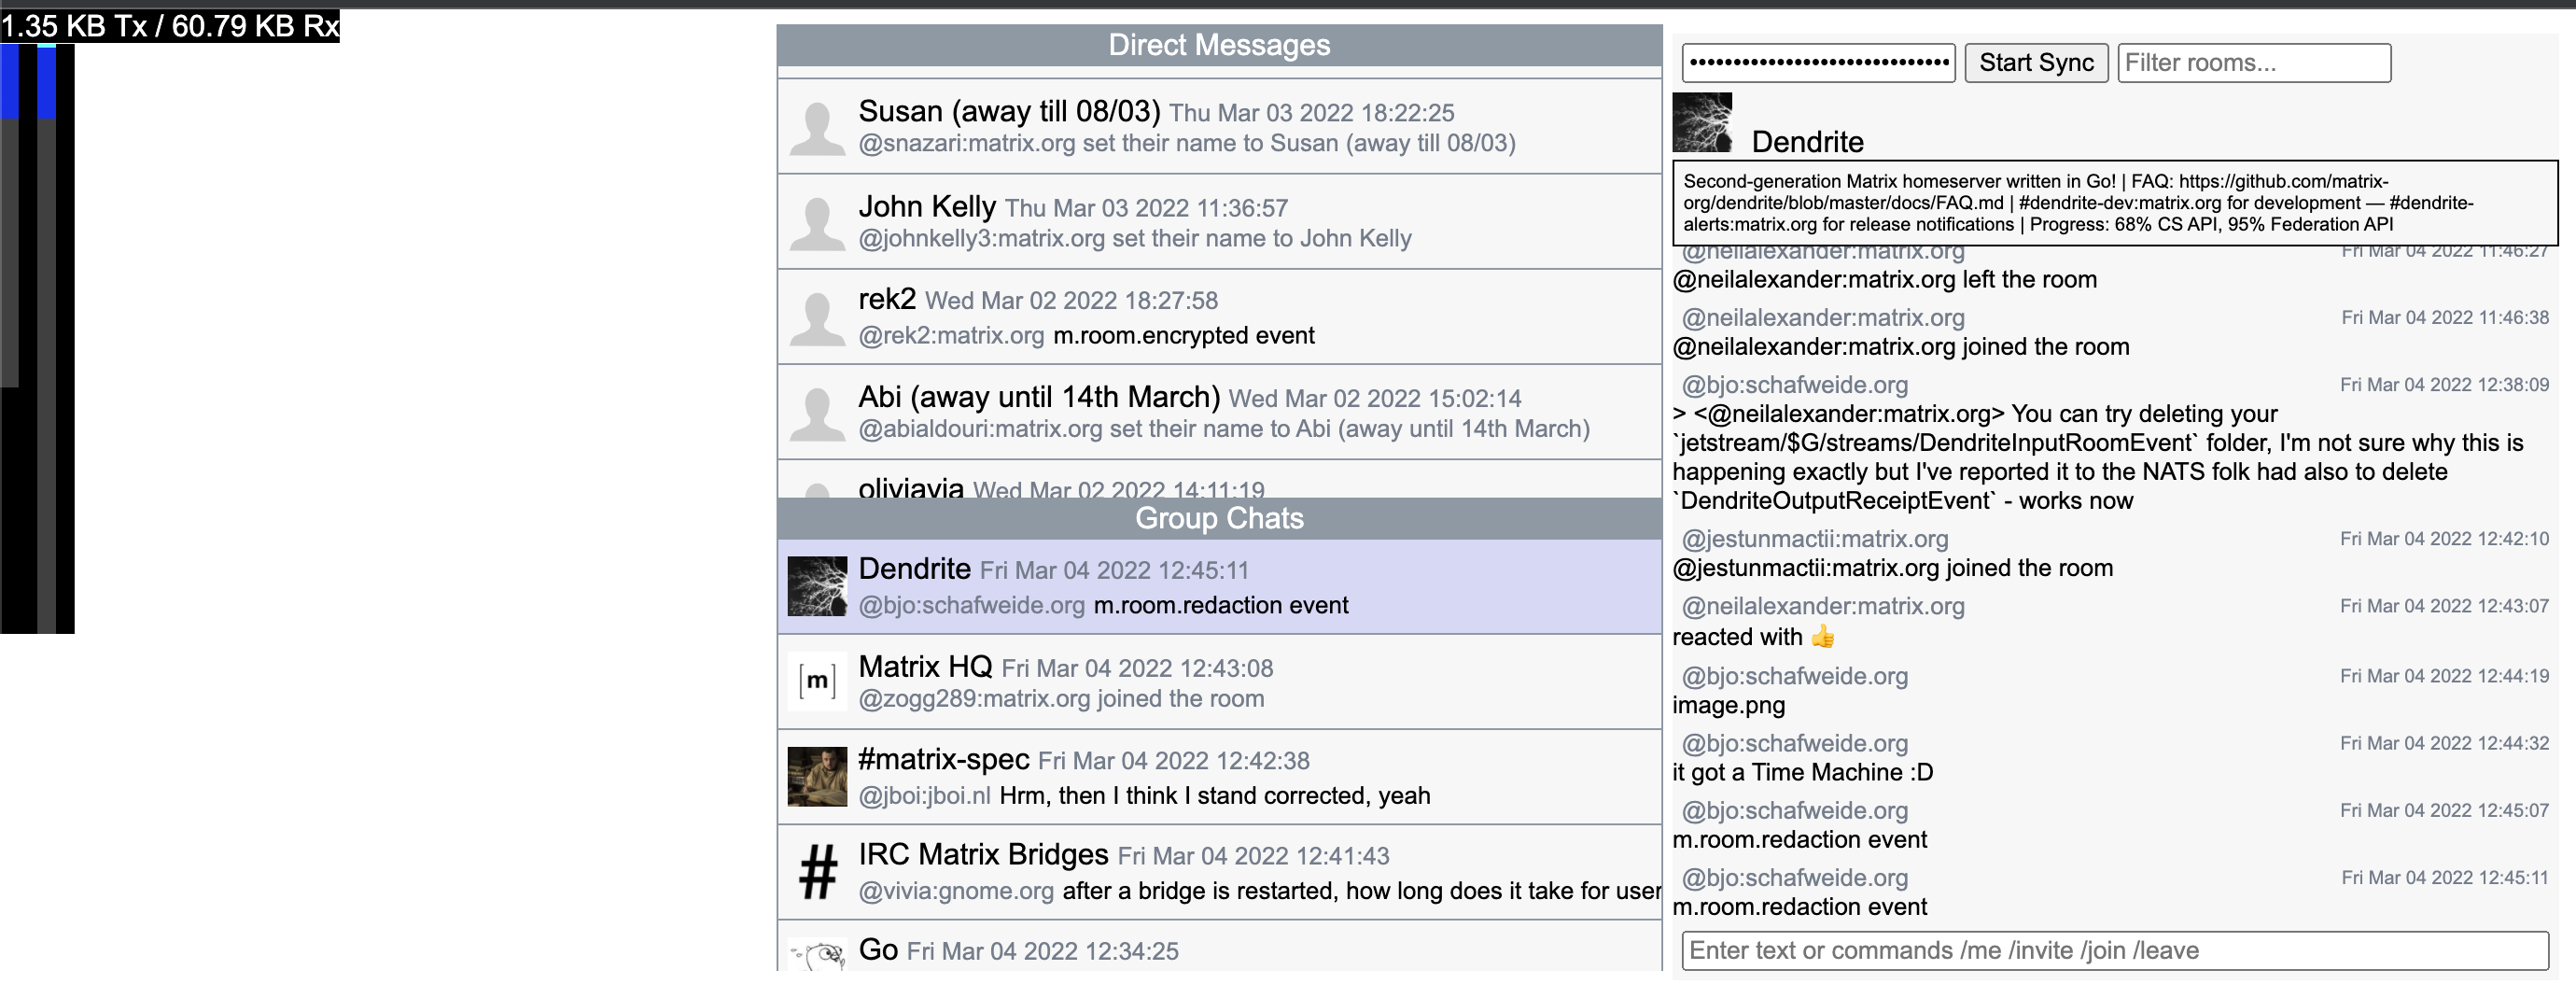 1.35 KB Tx / 60.79 KB Rx
Direct Messages
Susan (away till 08/03) Thu Mar 03 2022 18:22:25
@snazari:matrix.org set their name to Susan (away till 08/03)
John Kelly Thu Mar 03 2022 11:36:57
@johnkelly3:matrix.org set their name to John Kelly
rek2 Wed Mar 02 2022 18:27:58
@rek2:matrix.org m.room.encrypted event
Abi (away until 14th March) Wed Mar 02 2022 15:02:14
@abialdouri:matrix.org set their name to Abi (away until 14th March)
oliviavia Wed Mar 02 2022 14:11:19
Group Chats
Dendrite Fri Mar 04 2022 12:45:11
@bjo:schafweide.org m.room.redaction event
[m]
Matrix HQ Fri Mar 04 2022 12:43:08
@zogg289:matrix.org joined the room
#matrix-spec Fri Mar 04 2022 12:42:38
@jboi:jboi.nl Hrm, then I think I stand corrected, yeah
#
IRC Matrix Bridges Fri Mar 04 2022 12:41:43
@vivia:gnome.org after a bridge is restarted, how long does it take for user
Go Fri Mar 04 2022 12:34:25
Start Sync
Filter rooms...
Dendrite
Second-generation Matrix homeserver written in Go! | FAQ: https://github.com/matrix-
org/dendrite/blob/master/docs/FAQ.md | #dendrite-dev:matrix.org for development — #dendrite-
alerts:matrix.org for release notifications | Progress: 68% CS API, 95% Federation API
@neilalexander:matrix.org Fri Mar 04 2022 11:46:27
@neilalexander:matrix.org left the room
@neilalexander:matrix.org Fri Mar 04 2022 11:46:38
@neilalexander:matrix.org joined the room
@bjo:schafweide.org Fri Mar 04 2022 12:38:09
> <@neilalexander:matrix.org> You can try deleting your
`jetstream/$G/streams/DendriteInputRoomEvent` folder, I'm not sure why this is
happening exactly but I've reported it to the NATS folk had also to delete
`DendriteOutputReceiptEvent` - works now
@jestunmactii:matrix.org Fri Mar 04 2022 12:42:10
@jestunmactii:matrix.org joined the room
@neilalexander:matrix.org Fri Mar 04 2022 12:43:07
reacted with 👍
@bjo:schafweide.org Fri Mar 04 2022 12:44:19
image.png
@bjo:schafweide.org Fri Mar 04 2022 12:44:32
it got a Time Machine :D
@bjo:schafweide.org Fri Mar 04 2022 12:45:07
m.room.redaction event
@bjo:schafweide.org Fri Mar 04 2022 12:45:11
m.room.redaction event
Enter text or commands /me /invite /join /leave